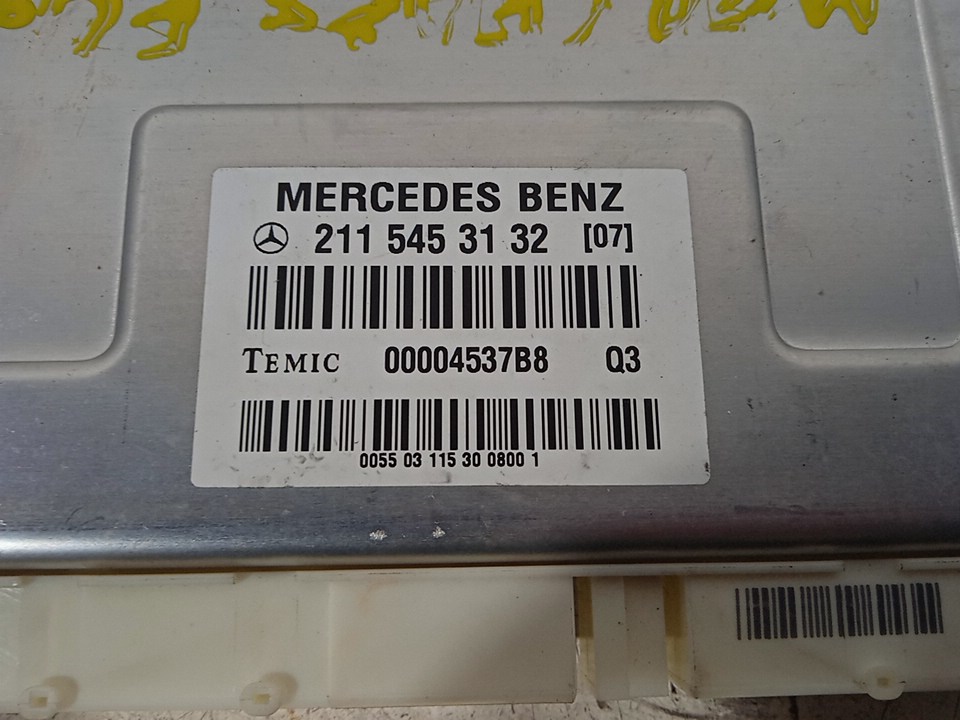 MERCEDES BENZ
211 545 31 32 [07]
TEMIC 00004537B8 Q3
0055 03 115 30 0800 1